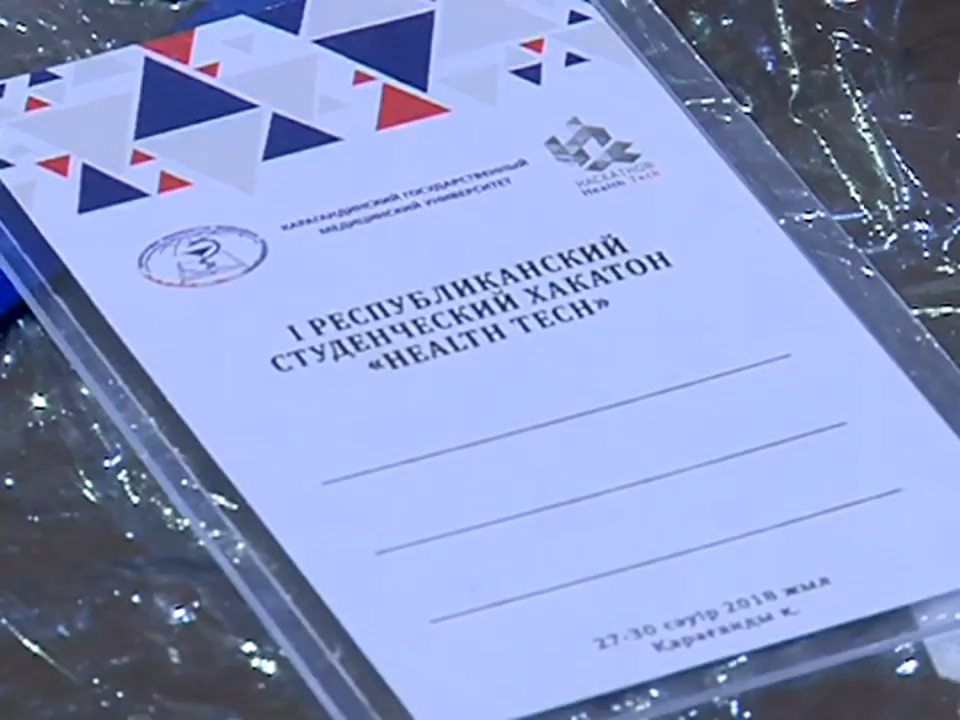 КАРАГАНДИНСКИЙ ГОСУДАРСТВЕННЫЙ
МЕДИЦИНСКИЙ УНИВЕРСИТЕТ
HACKATHON
Health Tech
I РЕСПУБЛИКАНСКИЙ
СТУДЕНЧЕСКИЙ ХАКАТОН
«HEALTH TECH»
27-30 сәуір 2018 жыл
Қарағанды қ.